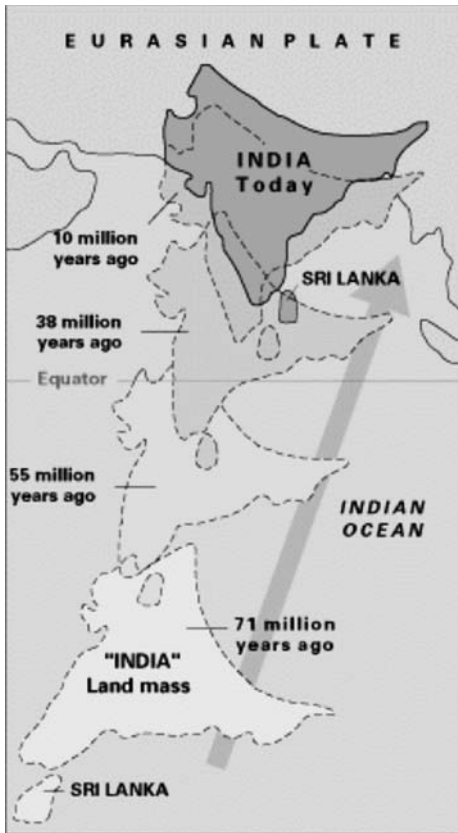 EURASIAN PLATE
INDIA
Today
10 million
years ago
SRI LANKA
38 million
years ago
Equator
55 million
years ago
INDIAN
OCEAN
71 million
years ago
"INDIA"
Land mass
SRI LANKA